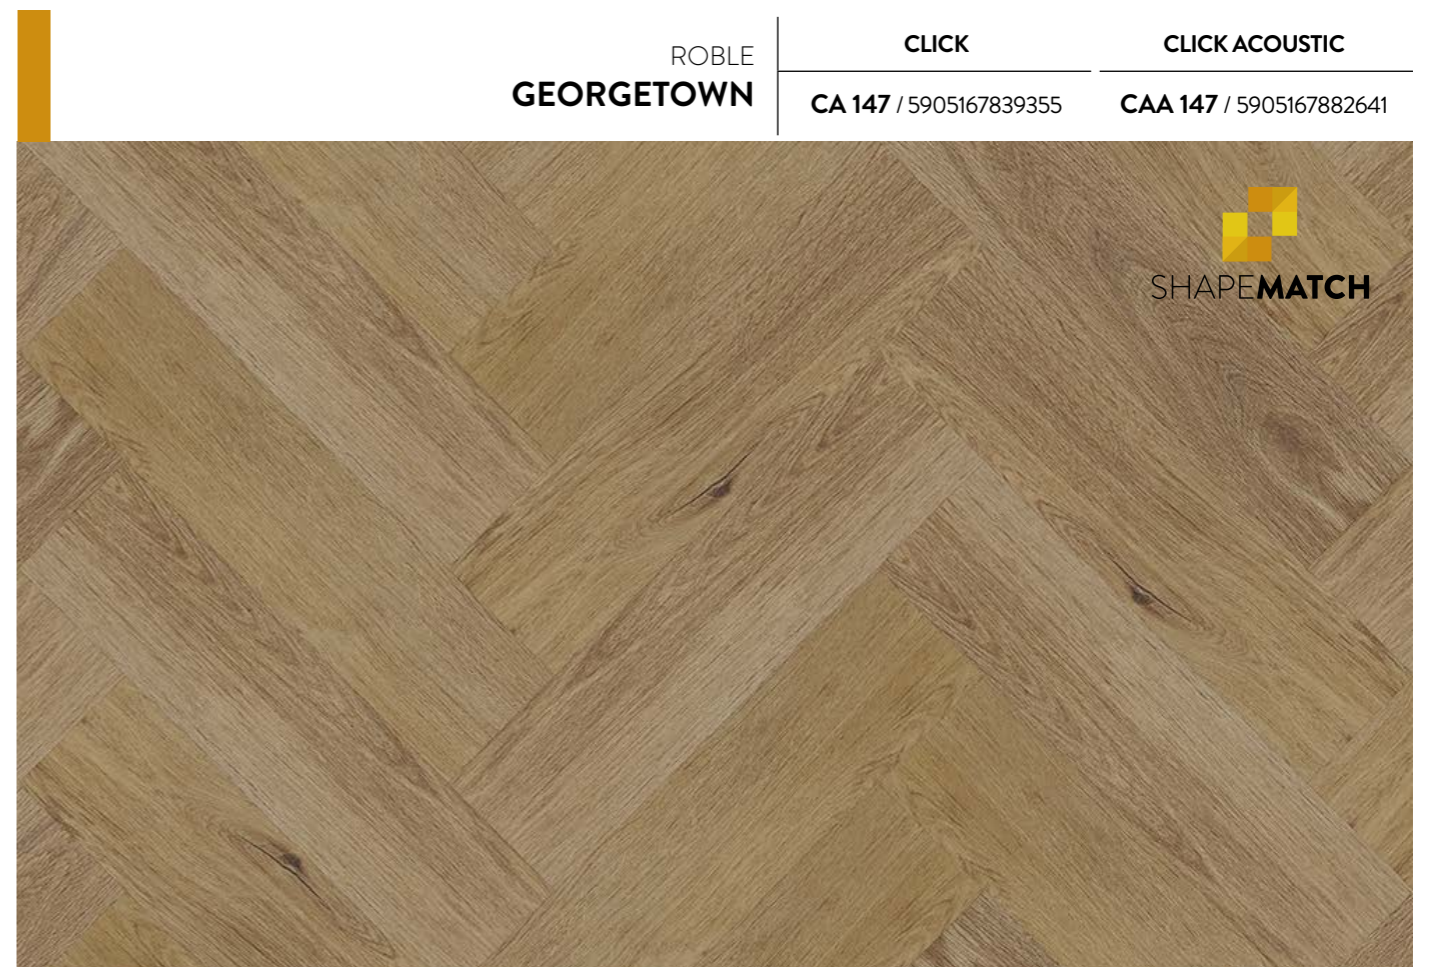 ROBLE
GEORGETOWN
CLICK
CA 147 / 5905167839355
CLICK ACOUSTIC
CAA 147 / 5905167882641
SHAPEMATCH